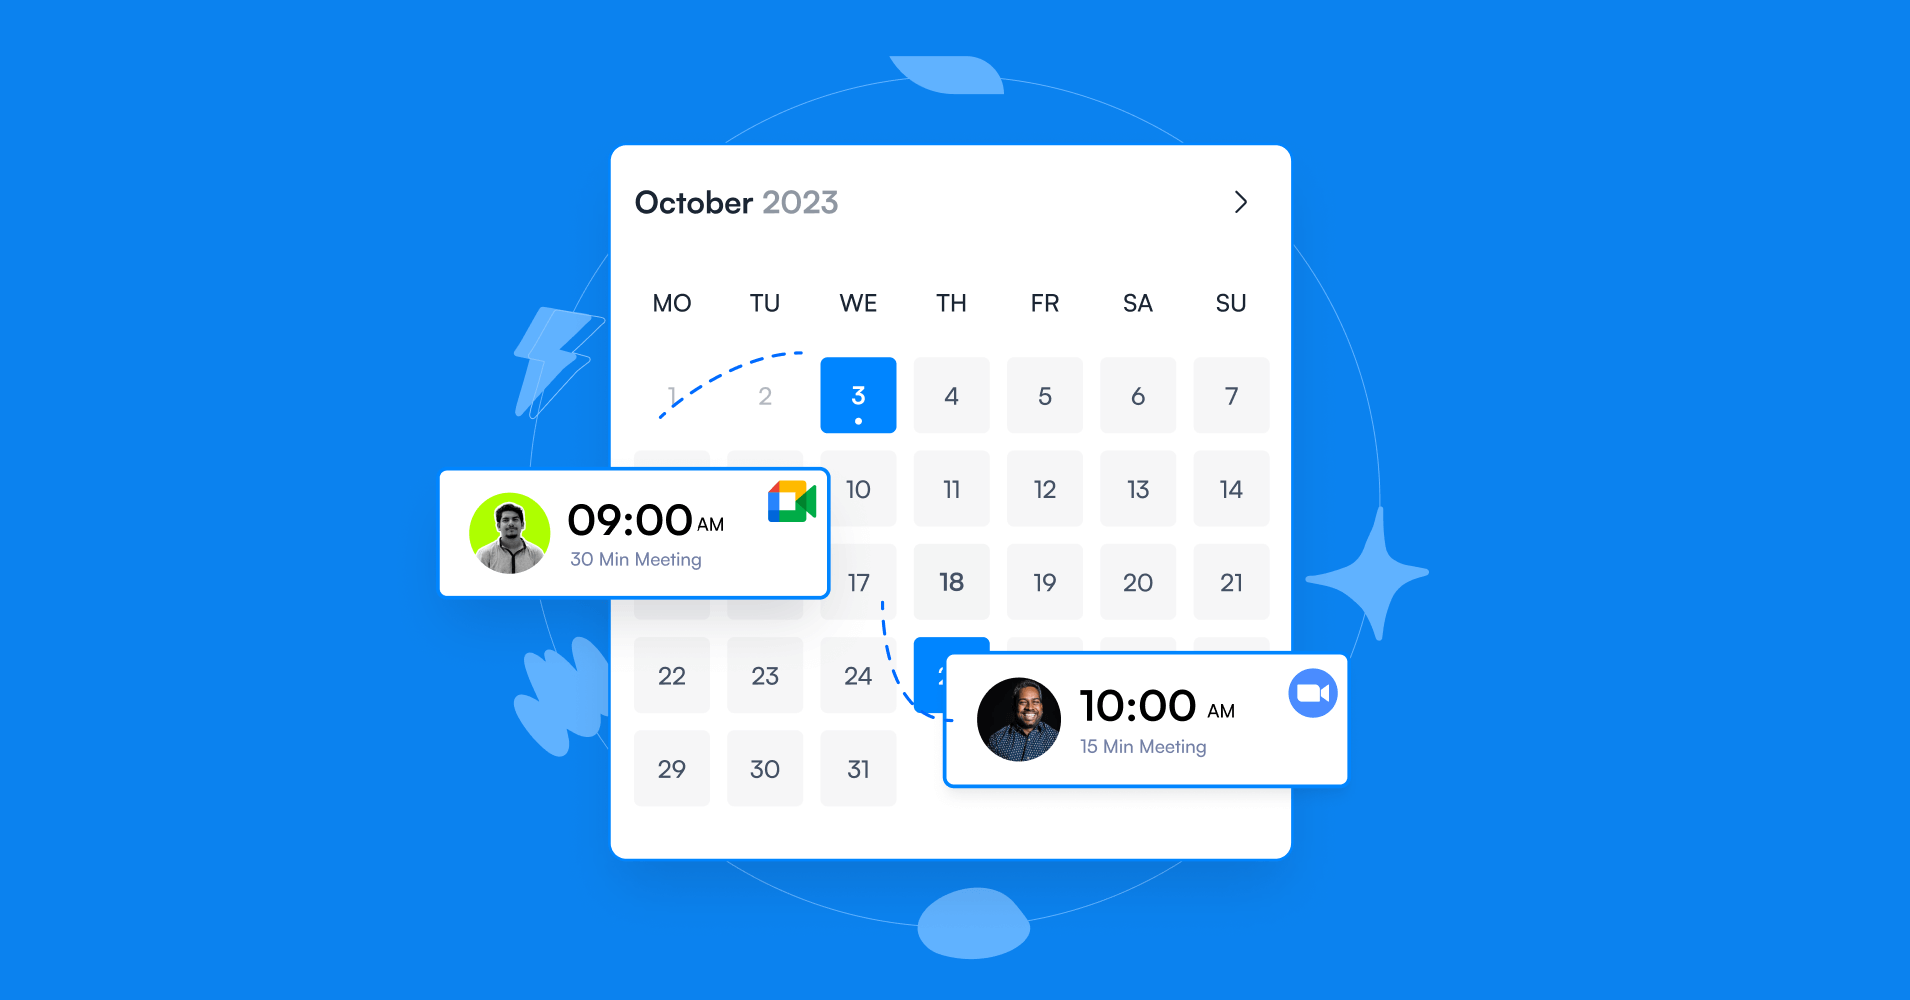 October 2023
MO TU WE TH FR SA SU
1 2 3 4 5 6 7
10 11 12 13 14
09:00 AM
30 Min Meeting
17 18 19 20 21
22 23 24
10:00 AM
15 Min Meeting
29 30 31